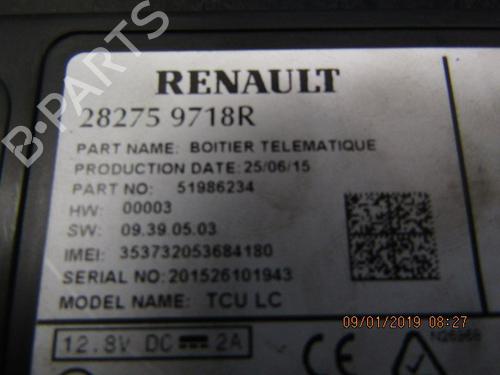 RENAULT
28275 9718R
PART NAME: BOITIER TELEMATIQUE
PRODUCTION DATE: 25/06/15
PART NO: 51986234
HW: 00003
SW: 09.39.05.03
IMEI: 353732053684180
SERIAL NO: 201526101943
MODEL NAME: TCU LC
12.8V DC 2A
09/01/2019 08:27
B-Parts